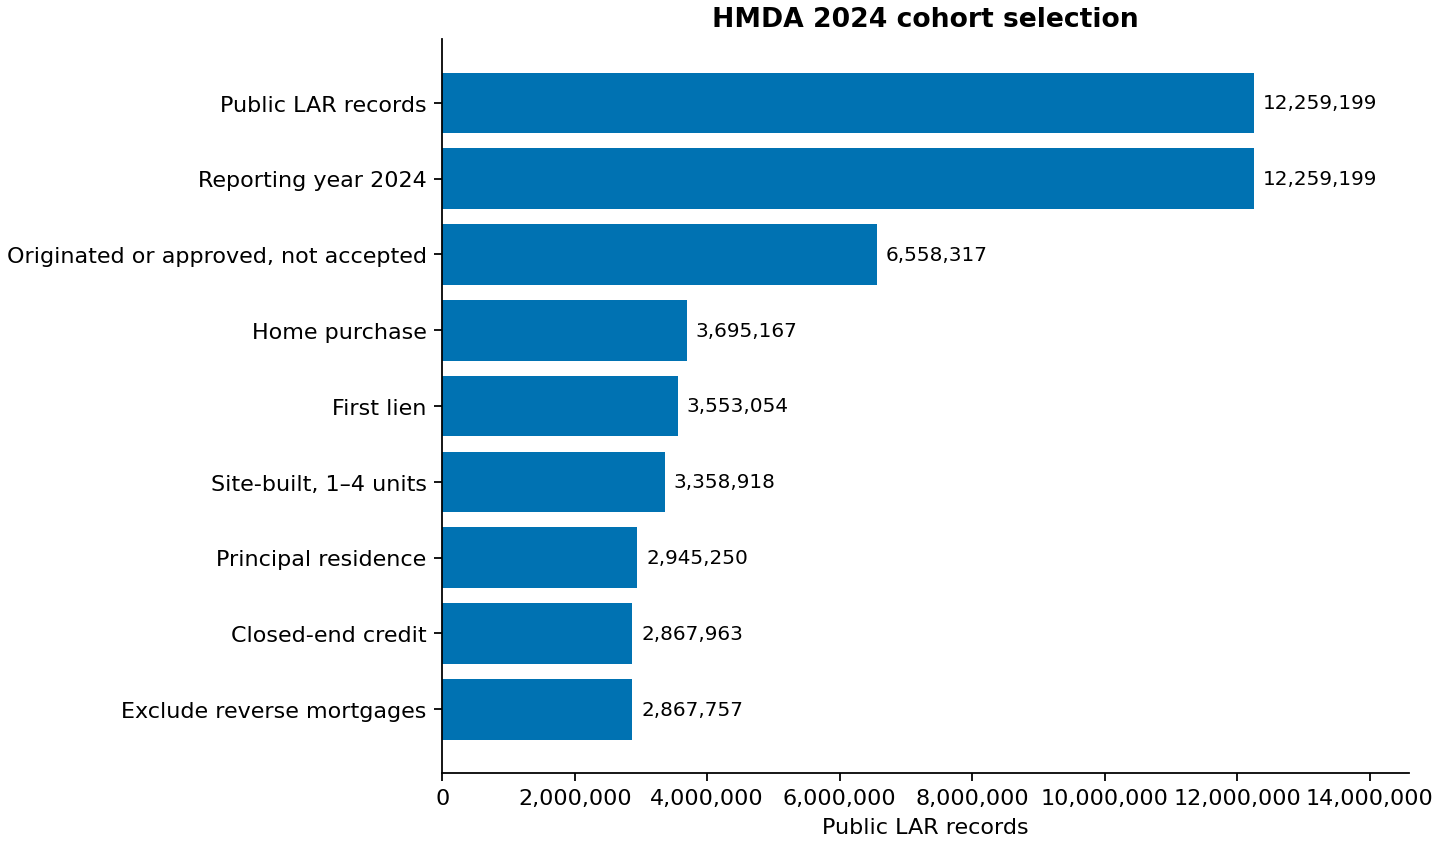 HMDA 2024 cohort selection
Public LAR records 12,259,199
Reporting year 2024 12,259,199
Originated or approved, not accepted 6,558,317
Home purchase 3,695,167
First lien 3,553,054
Site-built, 1–4 units 3,358,918
Principal residence 2,945,250
Closed-end credit 2,867,963
Exclude reverse mortgages 2,867,757
0 2,000,000 4,000,000 6,000,000 8,000,000 10,000,000 12,000,000 14,000,000
Public LAR records